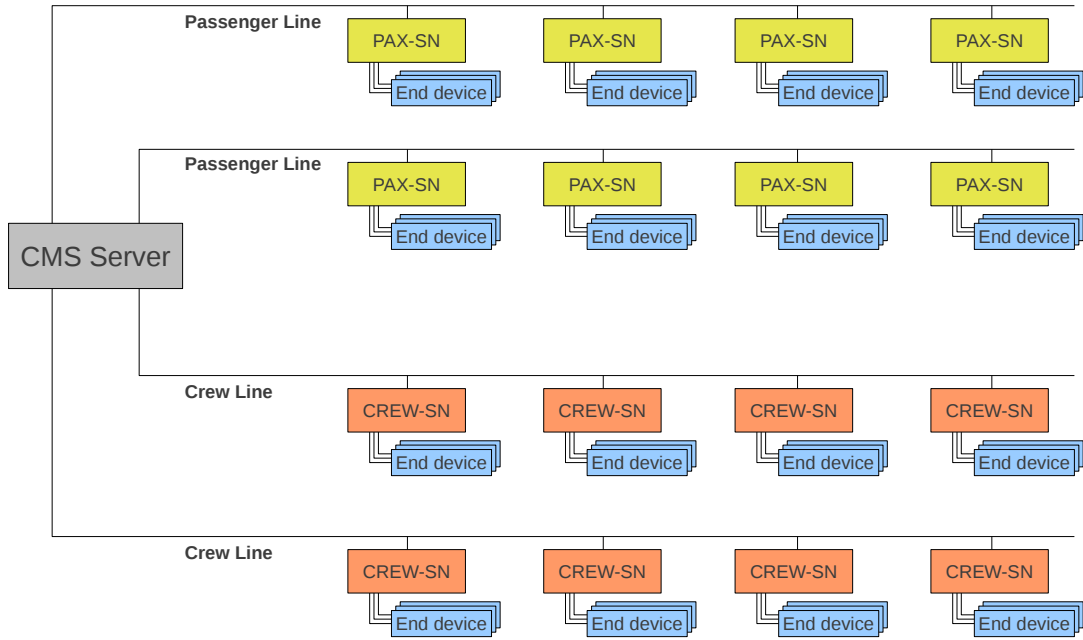 Passenger Line
PAX-SN PAX-SN PAX-SN PAX-SN
End device End device End device End device
Passenger Line
PAX-SN PAX-SN PAX-SN PAX-SN
End device End device End device End device
CMS Server
Crew Line
CREW-SN CREW-SN CREW-SN CREW-SN
End device End device End device End device
Crew Line
CREW-SN CREW-SN CREW-SN CREW-SN
End device End device End device End device